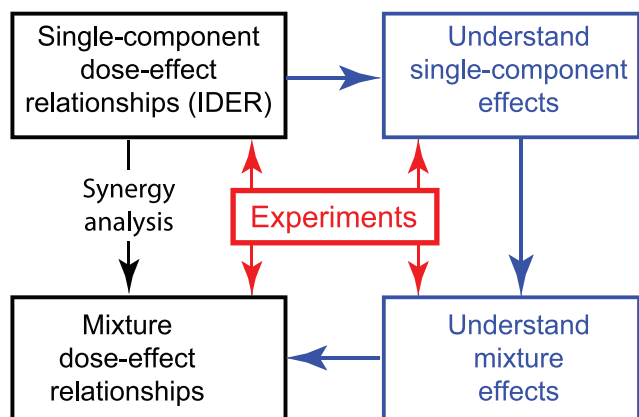 Single-component
dose-effect
relationships (IDER)
Understand
single-component
effects
Synergy
analysis
Experiments
Mixture
dose-effect
relationships
Understand
mixture
effects